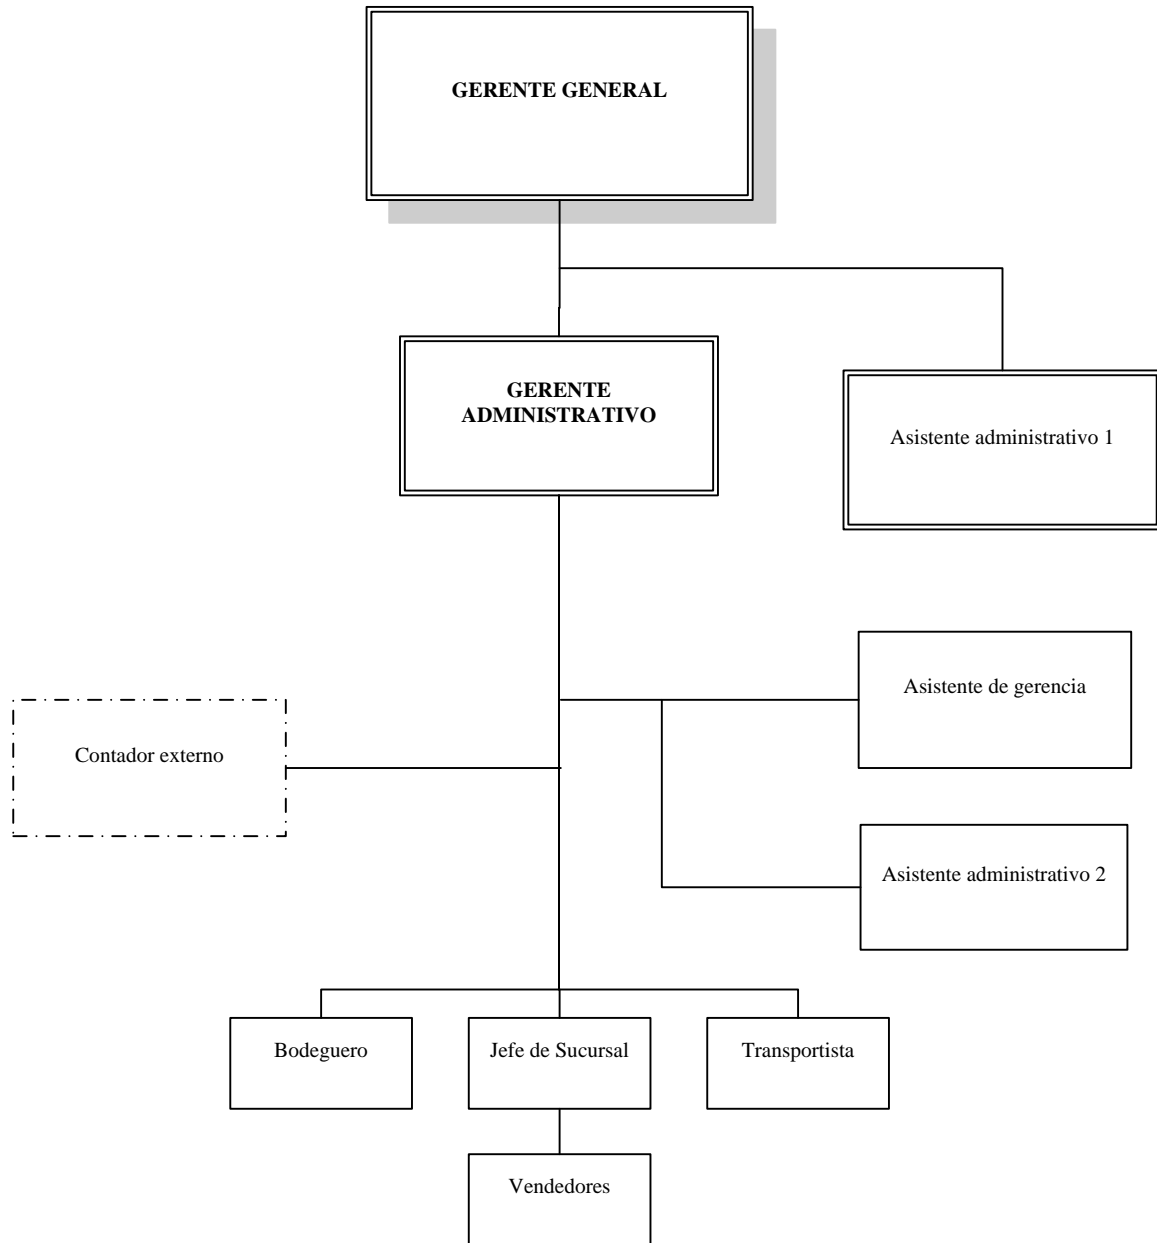 GERENTE GENERAL
GERENTE
ADMINISTRATIVO
Asistente administrativo 1
Asistente de gerencia
Contador externo
Asistente administrativo 2
Bodeguero
Jefe de Sucursal
Transportista
Vendedores